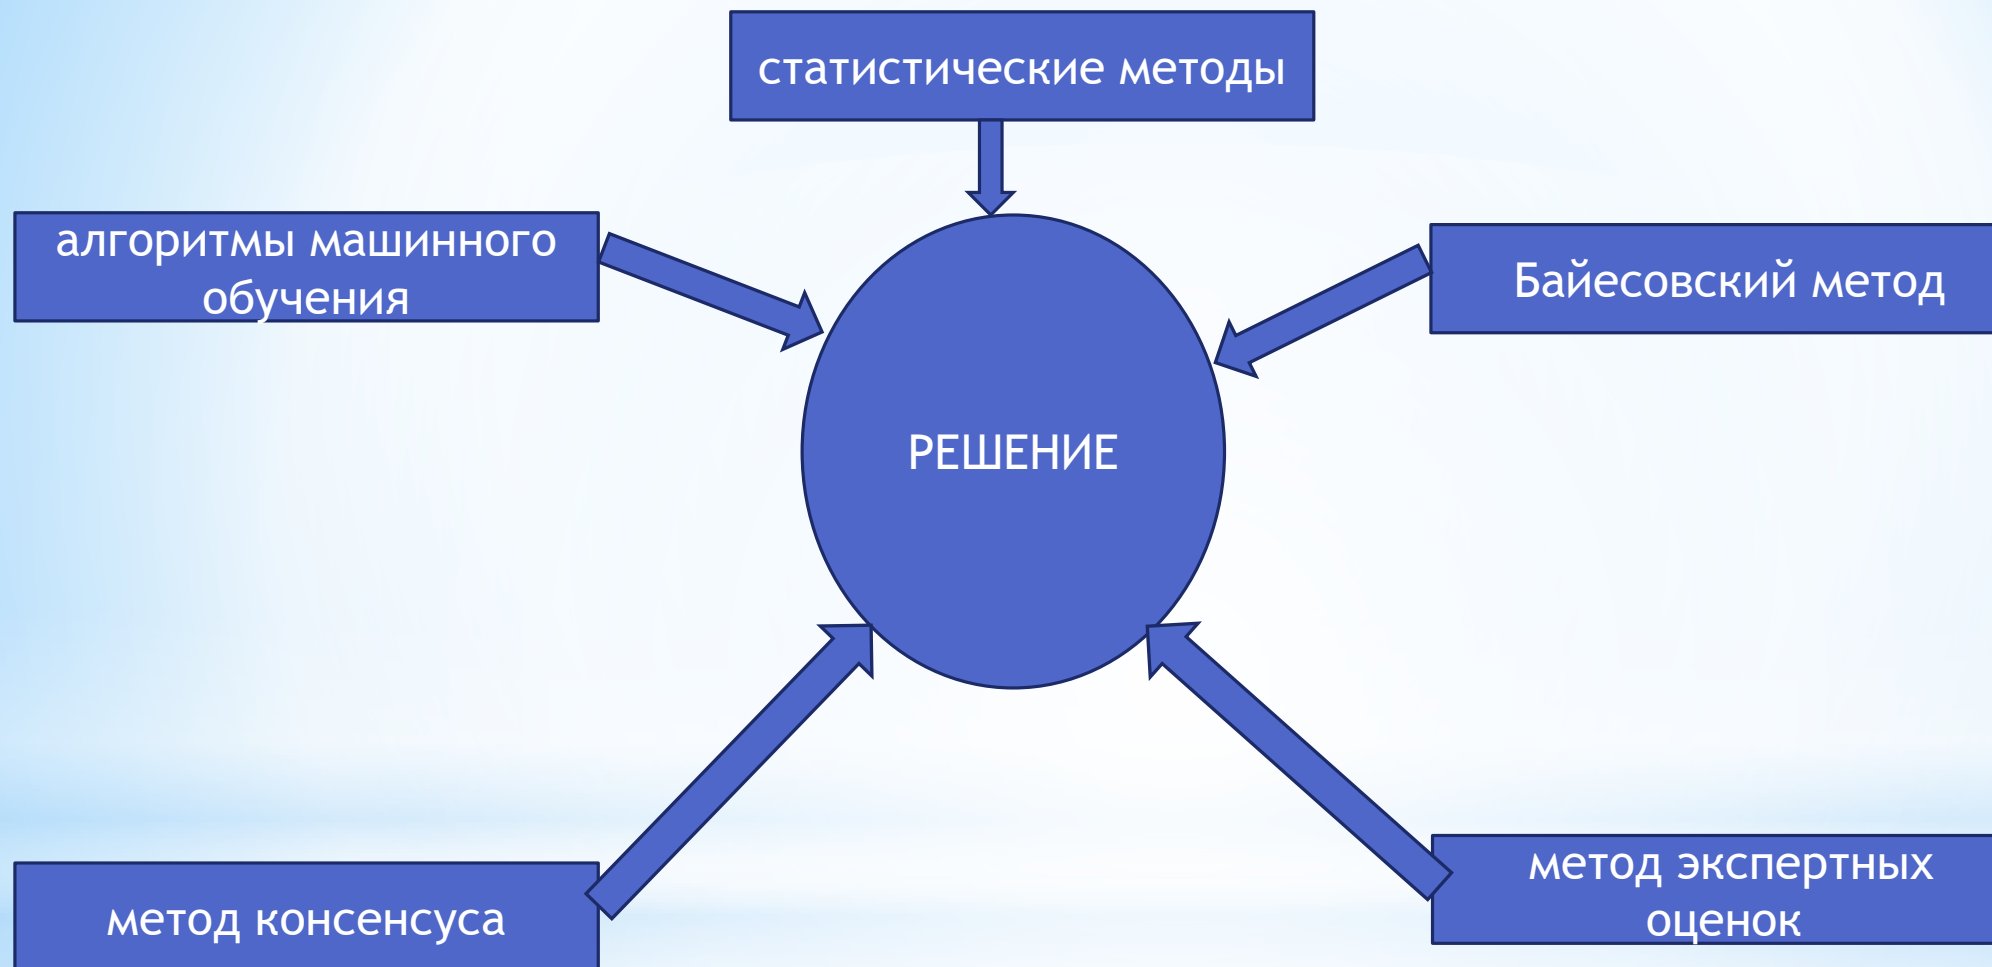 статистические методы
алгоритмы машинного
обучения
Байесовский метод
РЕШЕНИЕ
метод экспертных
оценок
метод консенсуса